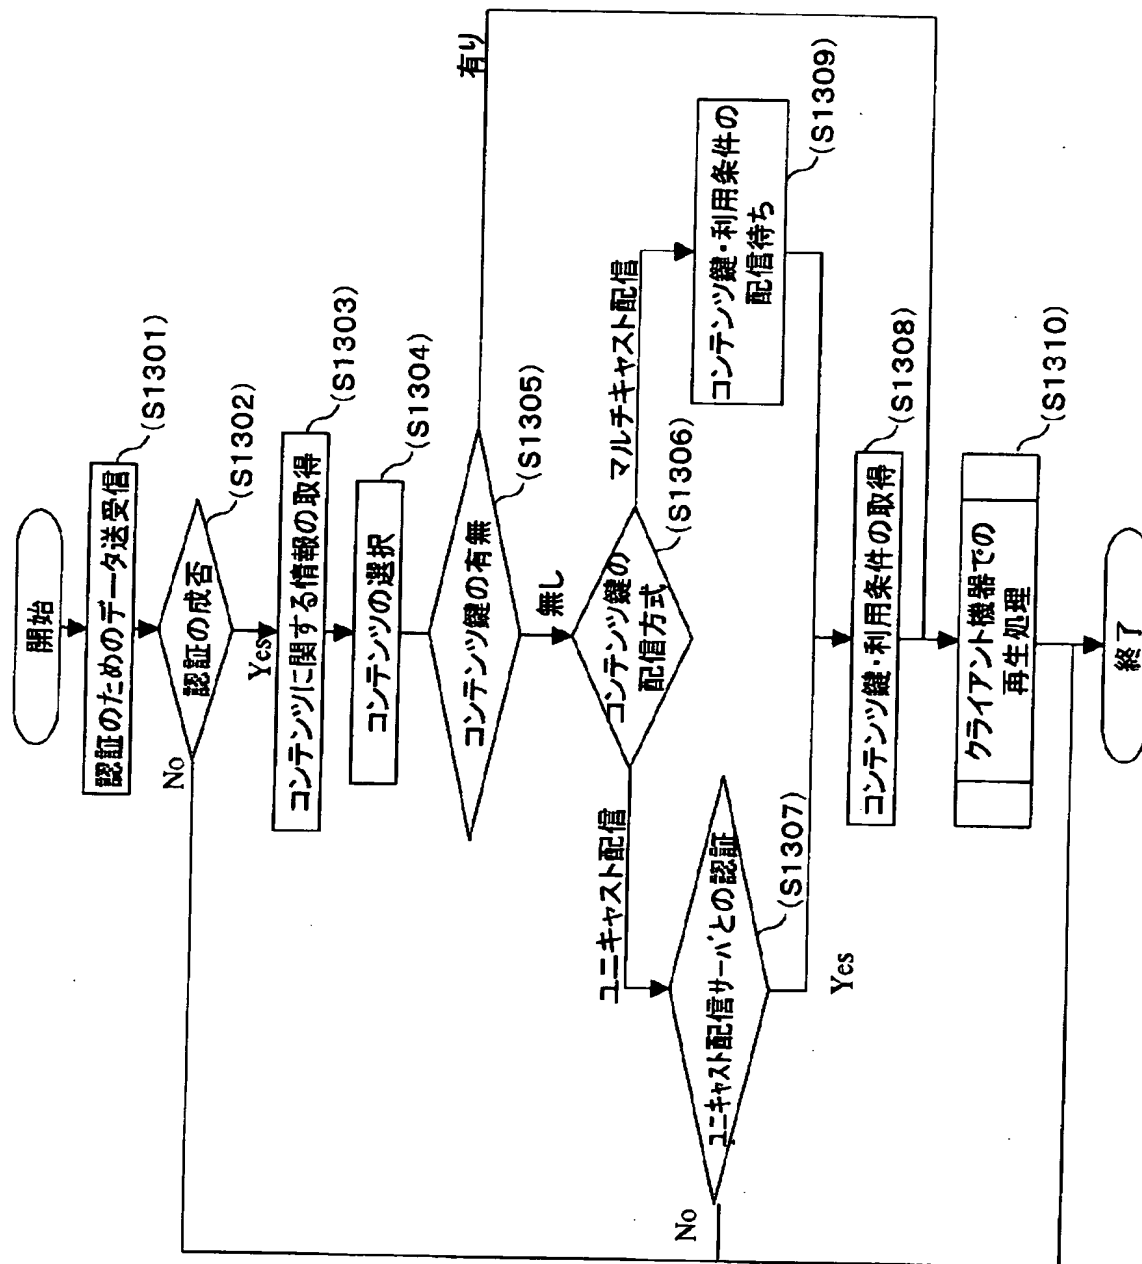 開始
認証のためのデータ送受信
(S1301)
認証の成否
(S1302)
No
Yes
コンテンツに関する情報の取得
(S1303)
コンテンツの選択
(S1304)
コンテンツ鍵の有無
(S1305)
有り
無し
コンテンツ鍵の
配信方式
(S1306)
ユニキャスト配信
マルチキャスト配信
ユニキャスト配信サーバとの認証
(S1307)
No
Yes
コンテンツ鍵・利用条件の
配信待ち
(S1309)
コンテンツ鍵・利用条件の取得
(S1308)
クライアント機器での
再生処理
(S1310)
終了